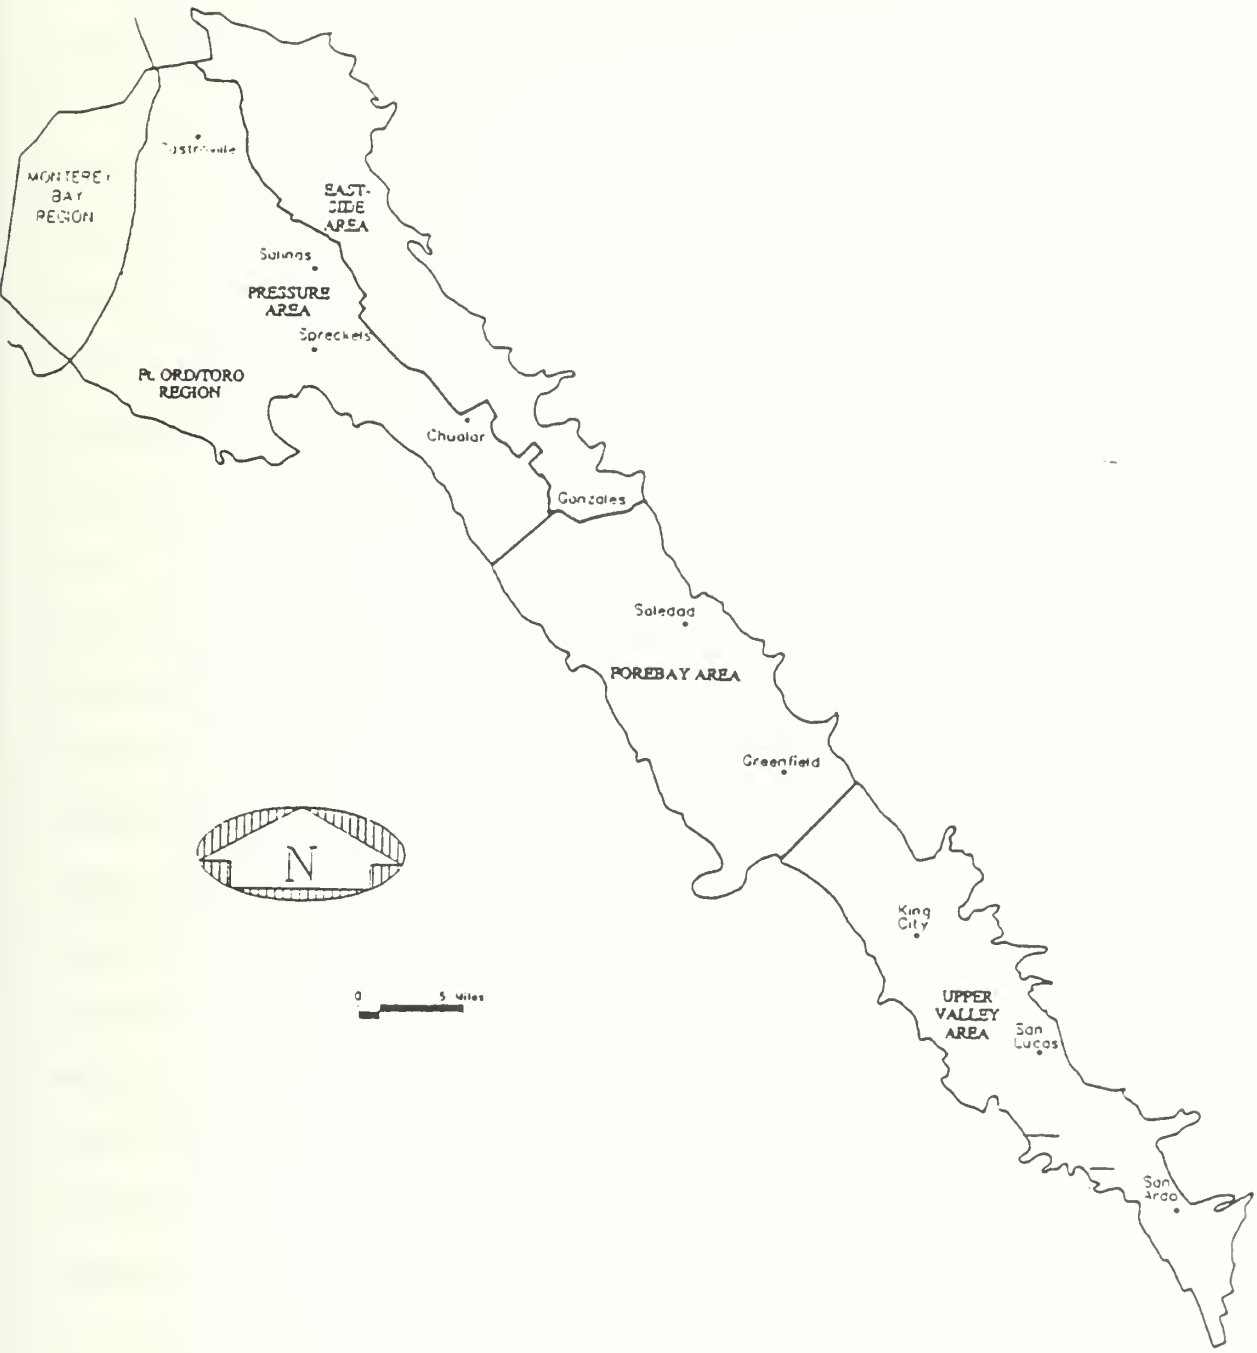 MONTEREY
BAY
REGION
EAST-
SIDE
AREA
Salinas
PRESSURE
AREA
Spreckels
Ft. ORD/TORO
REGION
Chualar
Gonzales
Soledad
FOREBAY AREA
Greenfield
N
King
City
0 5 Miles
UPPER
VALLEY
AREA
San
Lucas
San
Ardo